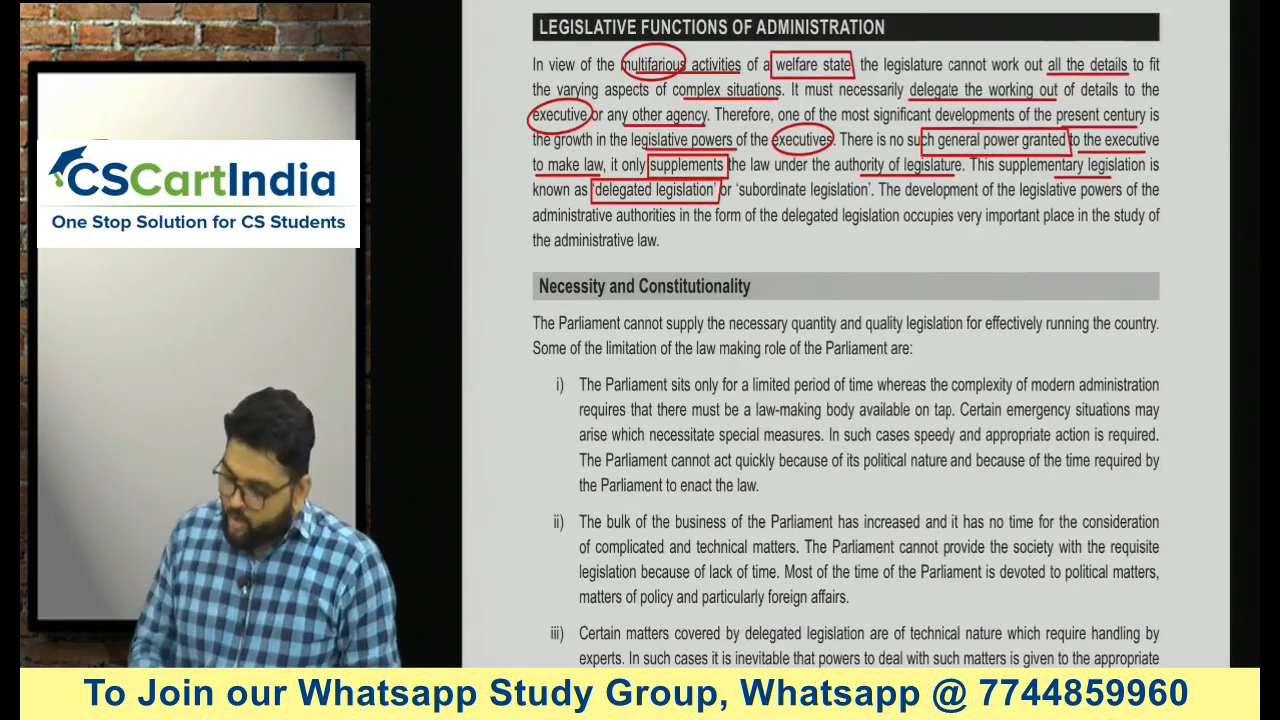 CSCartIndia
One Stop Solution for CS Students
LEGISLATIVE FUNCTIONS OF ADMINISTRATION
In view of the multifarious activities of a welfare state, the legislature cannot work out all the details to fit
the varying aspects of complex situations. It must necessarily delegate the working out of details to the
executive or any other agency. Therefore, one of the most significant developments of the present century is
the growth in the legislative powers of the executives. There is no such general power granted to the executive
to make law, it only supplements the law under the authority of legislature. This supplementary legislation is
known as 'delegated legislation' or 'subordinate legislation'. The development of the legislative powers of the
administrative authorities in the form of the delegated legislation occupies very important place in the study of
the administrative law.
Necessity and Constitutionality
The Parliament cannot supply the necessary quantity and quality legislation for effectively running the country.
Some of the limitation of the law making role of the Parliament are:
i) The Parliament sits only for a limited period of time whereas the complexity of modern administration
requires that there must be a law-making body available on tap. Certain emergency situations may
arise which necessitate special measures. In such cases speedy and appropriate action is required.
The Parliament cannot act quickly because of its political nature and because of the time required by
the Parliament to enact the law.
ii) The bulk of the business of the Parliament has increased and it has no time for the consideration
of complicated and technical matters. The Parliament cannot provide the society with the requisite
legislation because of lack of time. Most of the time of the Parliament is devoted to political matters,
matters of policy and particularly foreign affairs.
iii) Certain matters covered by delegated legislation are of technical nature which require handling by
experts. In such cases it is inevitable that powers to deal with such matters is given to the appropriate
To Join our Whatsapp Study Group, Whatsapp @ 7744859960